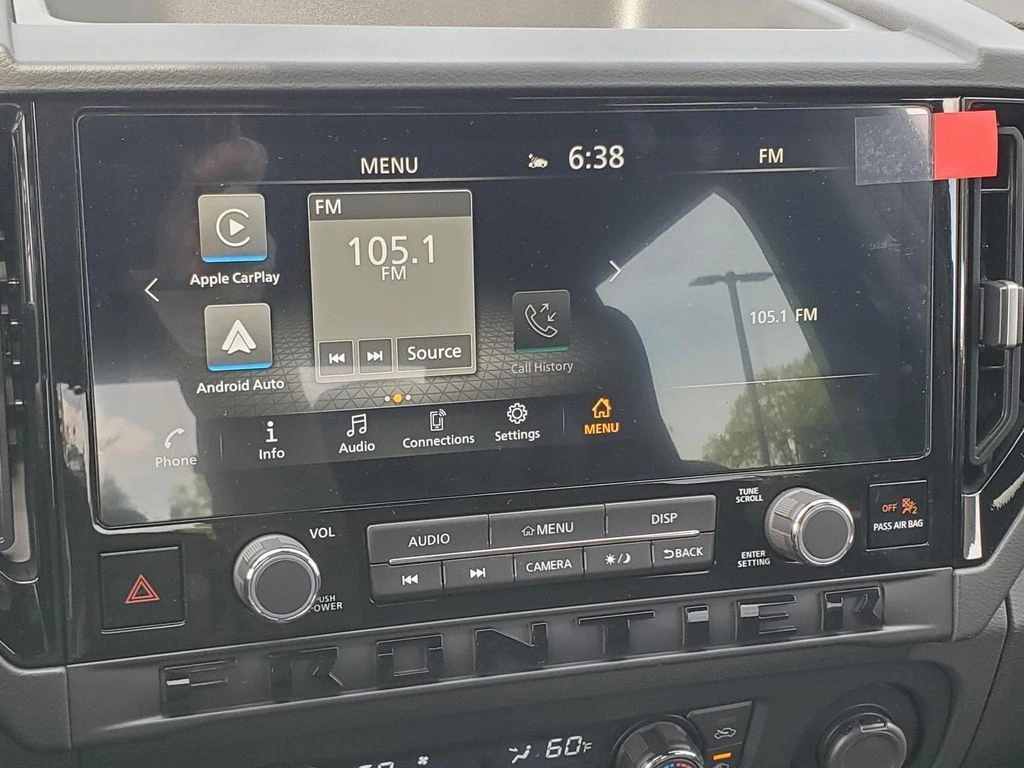 MENU 6:38 FM
FM
105.1
FM
Apple CarPlay
Source
Android Auto
Call History
105.1 FM
Phone
Info
Audio
Connections
Settings
MENU
VOL
AUDIO
MENU
DISP
TUNE
SCROLL
OFF 2
PASS AIR BAG
CAMERA
BACK
ENTER
SETTING
PUSH
POWER
FRONTIER
60°F